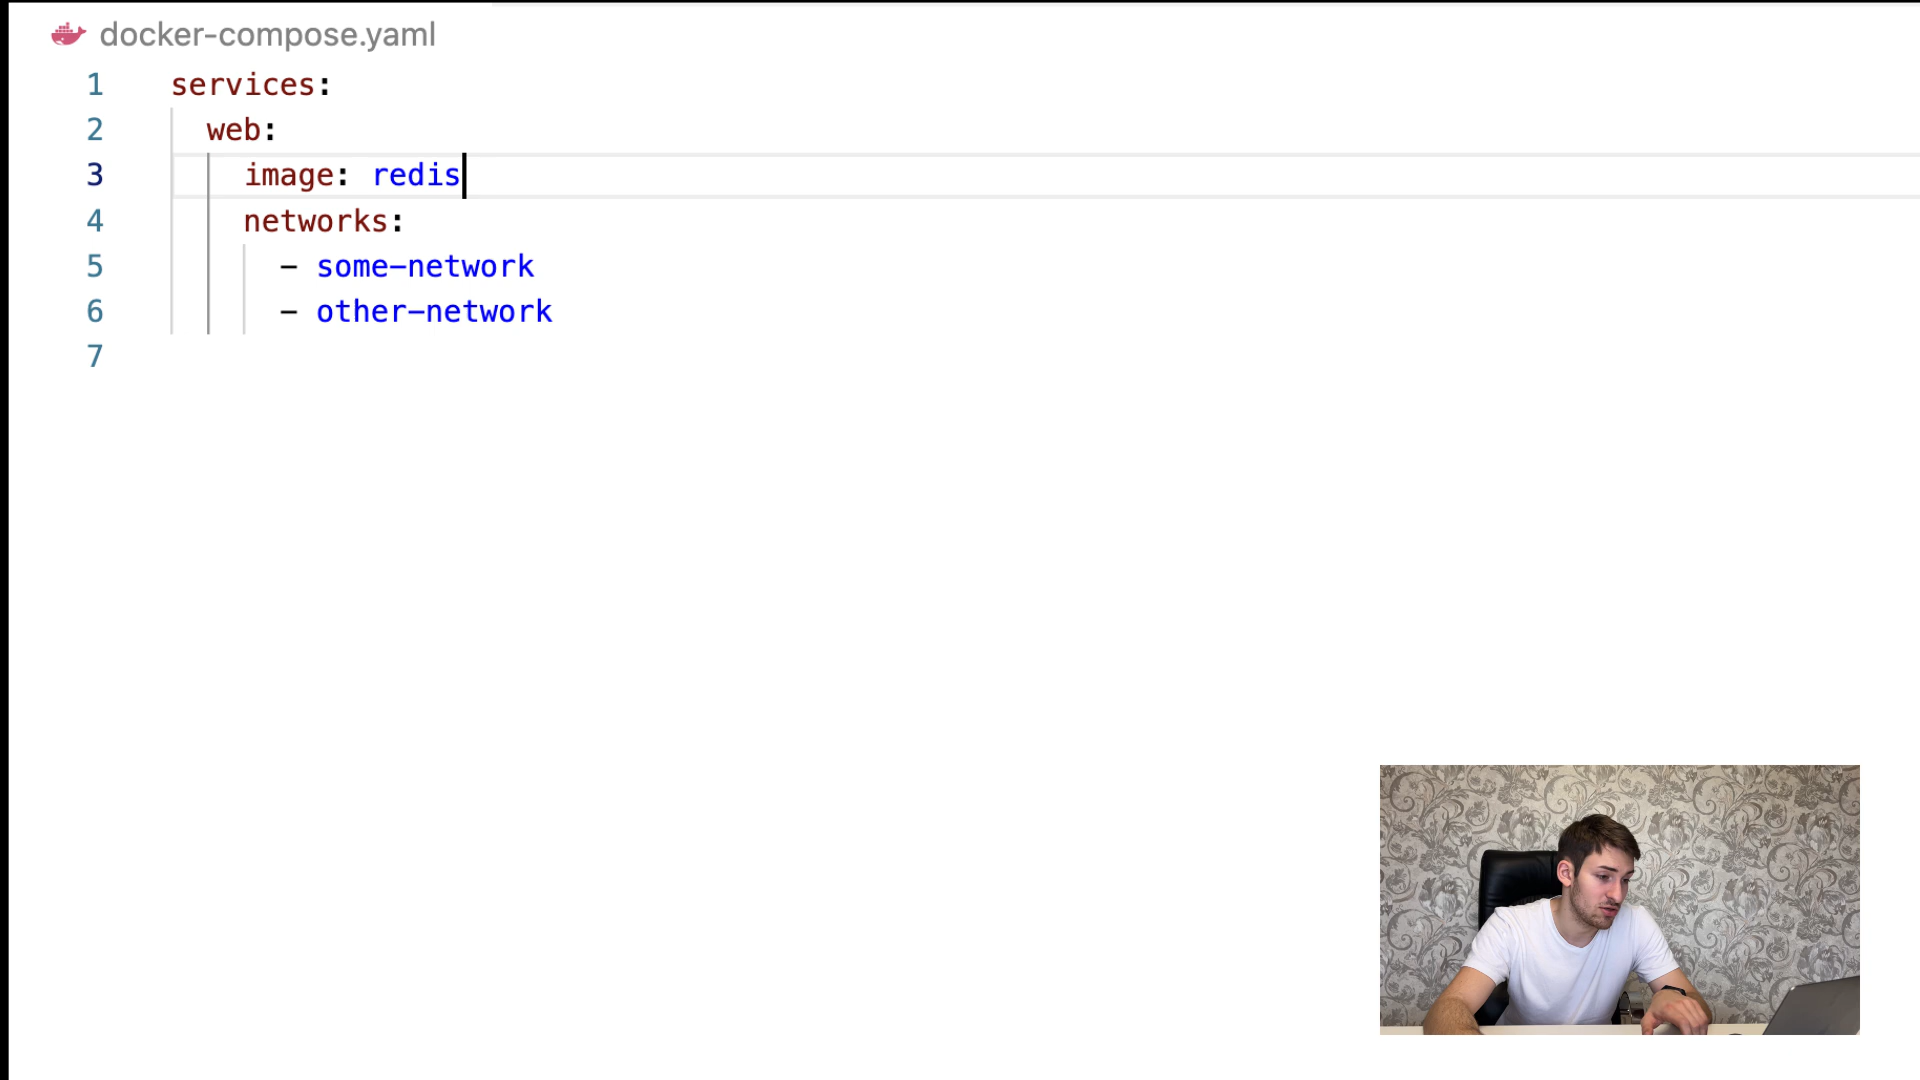 docker-compose.yaml
1 services:
2 web:
3 image: redis
4 networks:
5 - some-network
6 - other-network
7